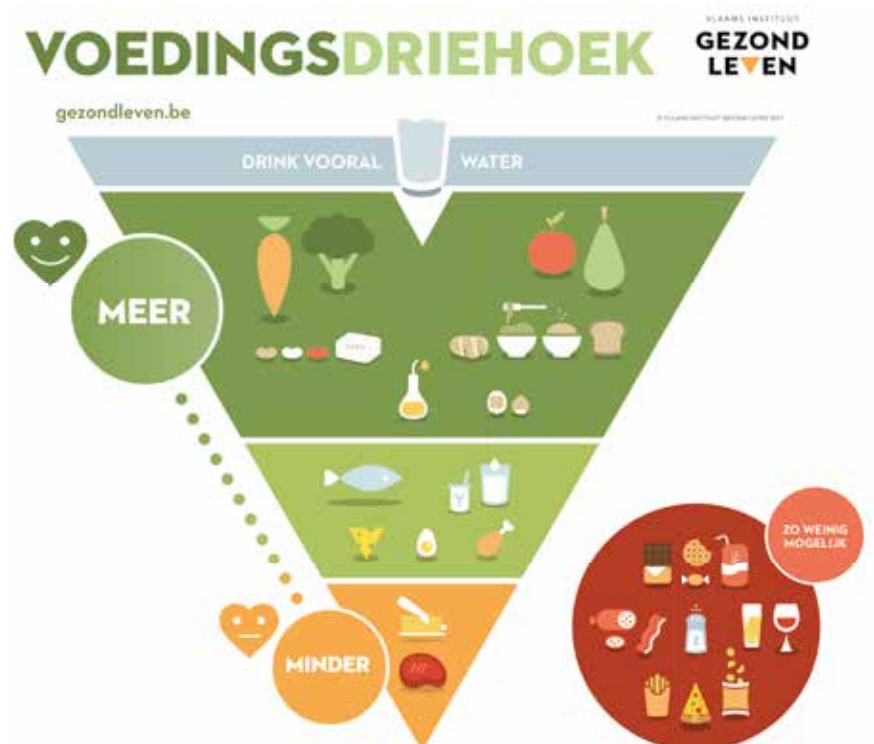 VOEDINGSDRIEHOEK
VLAAMS INSTITUUT
GEZOND
LEVEN
gezondleven.be
DRINK VOORAL WATER
MEER
ZO WEINIG
MOGELIJK
MINDER